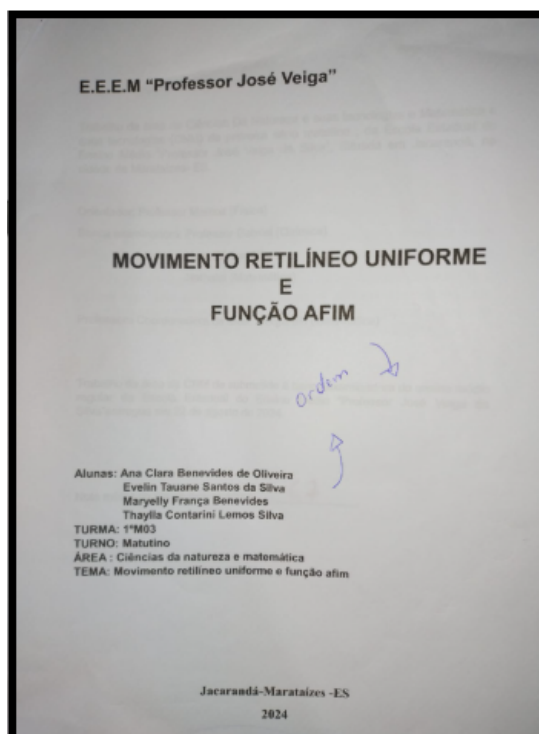 E.E.E.M “Professor José Veiga”
MOVIMENTO RETILÍNEO UNIFORME
E
FUNÇÃO AFIM
ordem
Alunas: Ana Clara Benevides de Oliveira
Evelin Tauane Santos da Silva
Maryelly França Benevides
Thaylla Contarini Lemos Silva
TURMA: 1ºM03
TURNO: Matutino
ÁREA : Ciências da natureza e matemática
TEMA: Movimento retilíneo uniforme e função afim
Jacarandá-Marataízes -ES
2024